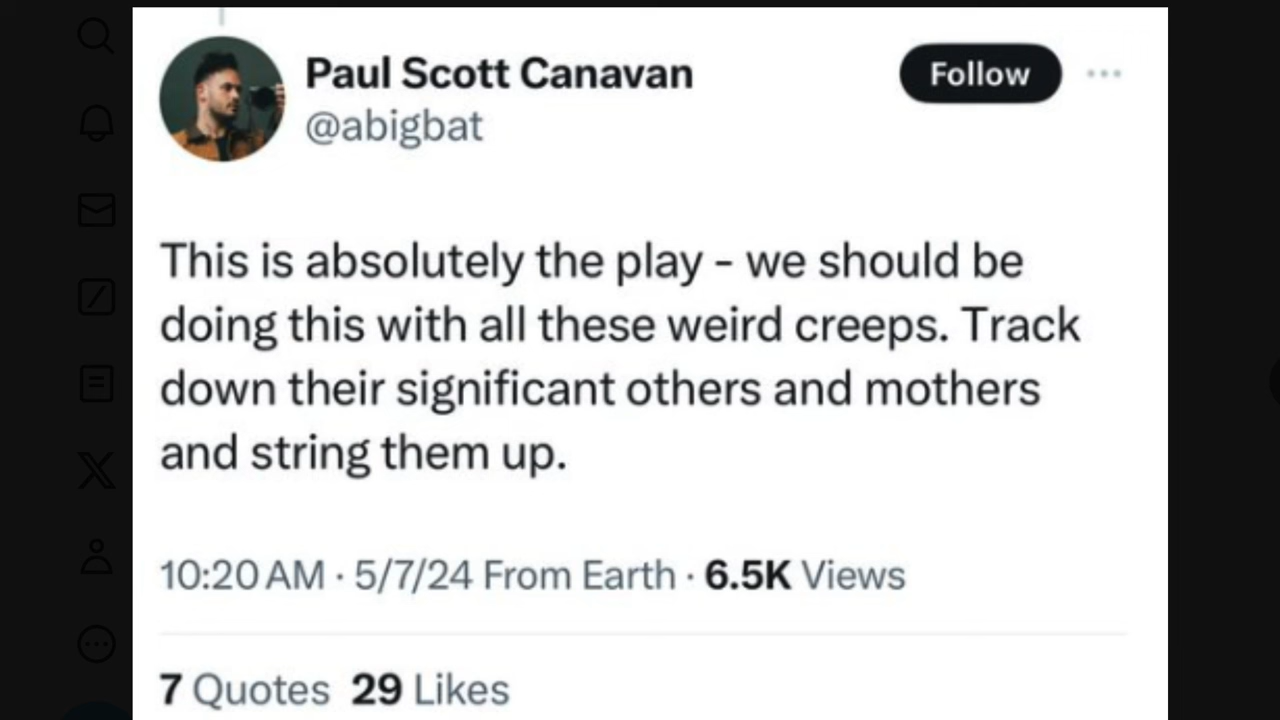 Paul Scott Canavan
Follow
@abigbat
This is absolutely the play - we should be
doing this with all these weird creeps. Track
down their significant others and mothers
and string them up.
10:20 AM · 5/7/24 From Earth · 6.5K Views
7 Quotes 29 Likes